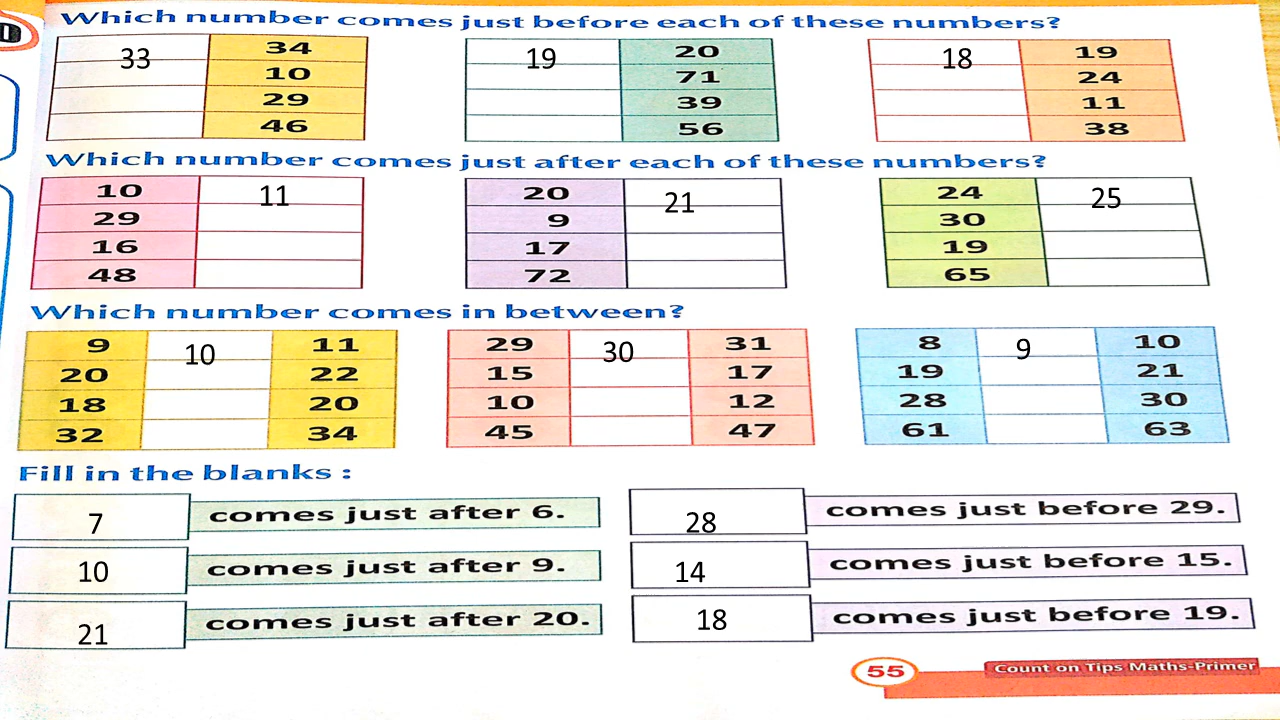 Which number comes just before each of these numbers?
33 34 19 20 18 19
10 71 24
29 39 11
46 56 38
Which number comes just after each of these numbers?
10 11 20 21 24 25
29 9 30
16 17 19
48 72 65
Which number comes in between?
9 10 11 29 30 31 8 9 10
20 22 15 17 19 21
18 20 10 12 28 30
32 34 45 47 61 63
Fill in the blanks :
7 comes just after 6. 28 comes just before 29.
10 comes just after 9. 14 comes just before 15.
21 comes just after 20. 18 comes just before 19.
55 Count on Tips Maths-Primer